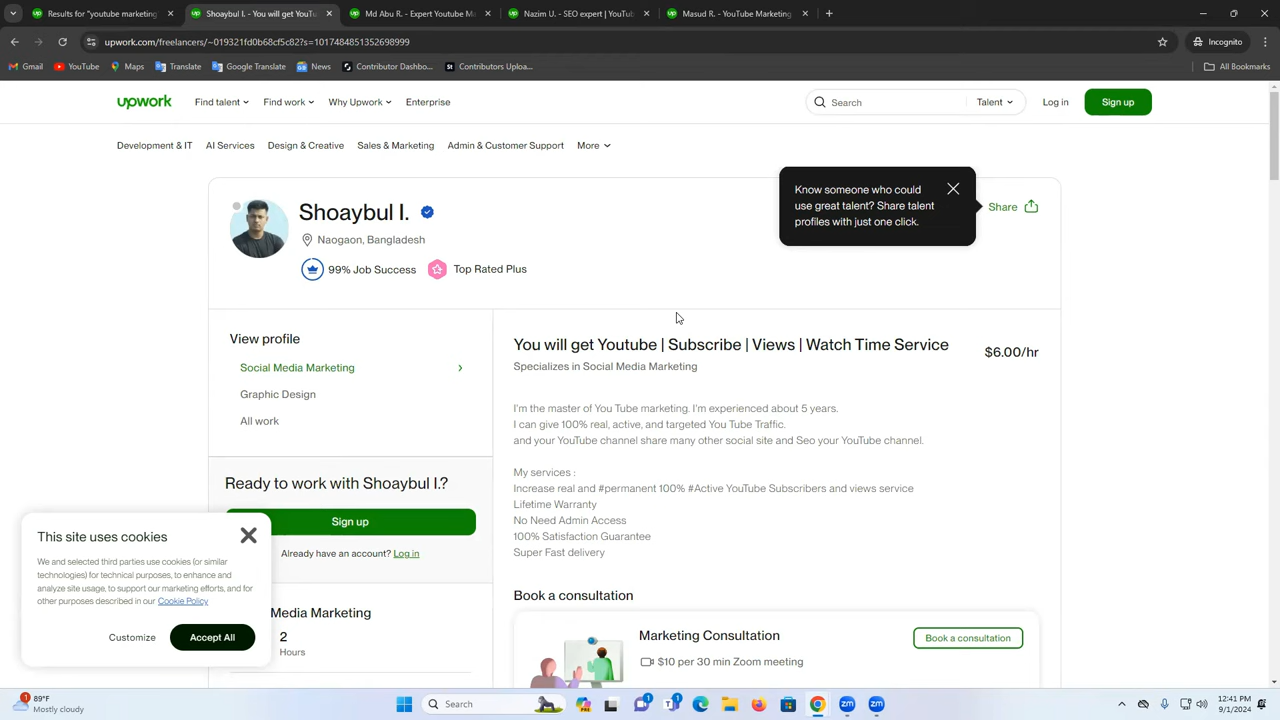 Results for "youtube marketing
Shoaybul I. - You will get YouTu
Md Abu R. - Expert Youtube Ma
Nazim U. - SEO expert | YouTub
Masud R. - YouTube Marketing
upwork.com/freelancers/~019321fd0b68cf5c82?s=1017484851352698999
Incognito
Gmail
YouTube
Maps
Translate
Google Translate
News
Contributor Dashbo...
Contributors Uploa...
All Bookmarks
upwork
Find talent
Find work
Why Upwork
Enterprise
Search
Talent
Log in
Sign up
Development & IT
AI Services
Design & Creative
Sales & Marketing
Admin & Customer Support
More
Shoaybul I.
Naogaon, Bangladesh
99% Job Success
Top Rated Plus
Know someone who could
use great talent? Share talent
profiles with just one click.
Share
View profile
Social Media Marketing
Graphic Design
All work
Ready to work with Shoaybul I.?
Sign up
Already have an account? Log in
Media Marketing
2
Hours
You will get Youtube | Subscribe | Views | Watch Time Service
$6.00/hr
Specializes in Social Media Marketing
I'm the master of You Tube marketing. I'm experienced about 5 years.
I can give 100% real, active, and targeted You Tube Traffic.
and your YouTube channel share many other social site and Seo your YouTube channel.
My services :
Increase real and #permanent 100% #Active YouTube Subscribers and views service
Lifetime Warranty
No Need Admin Access
100% Satisfaction Guarantee
Super Fast delivery
Book a consultation
Marketing Consultation
$10 per 30 min Zoom meeting
Book a consultation
This site uses cookies
We and selected third parties use cookies (or similar
technologies) for technical purposes, to enhance and
analyze site usage, to support our marketing efforts, and for
other purposes described in our Cookie Policy
Customize
Accept All
1
89°F
Mostly cloudy
Search
1
1
zm
zm
12:41 PM
9/1/2024